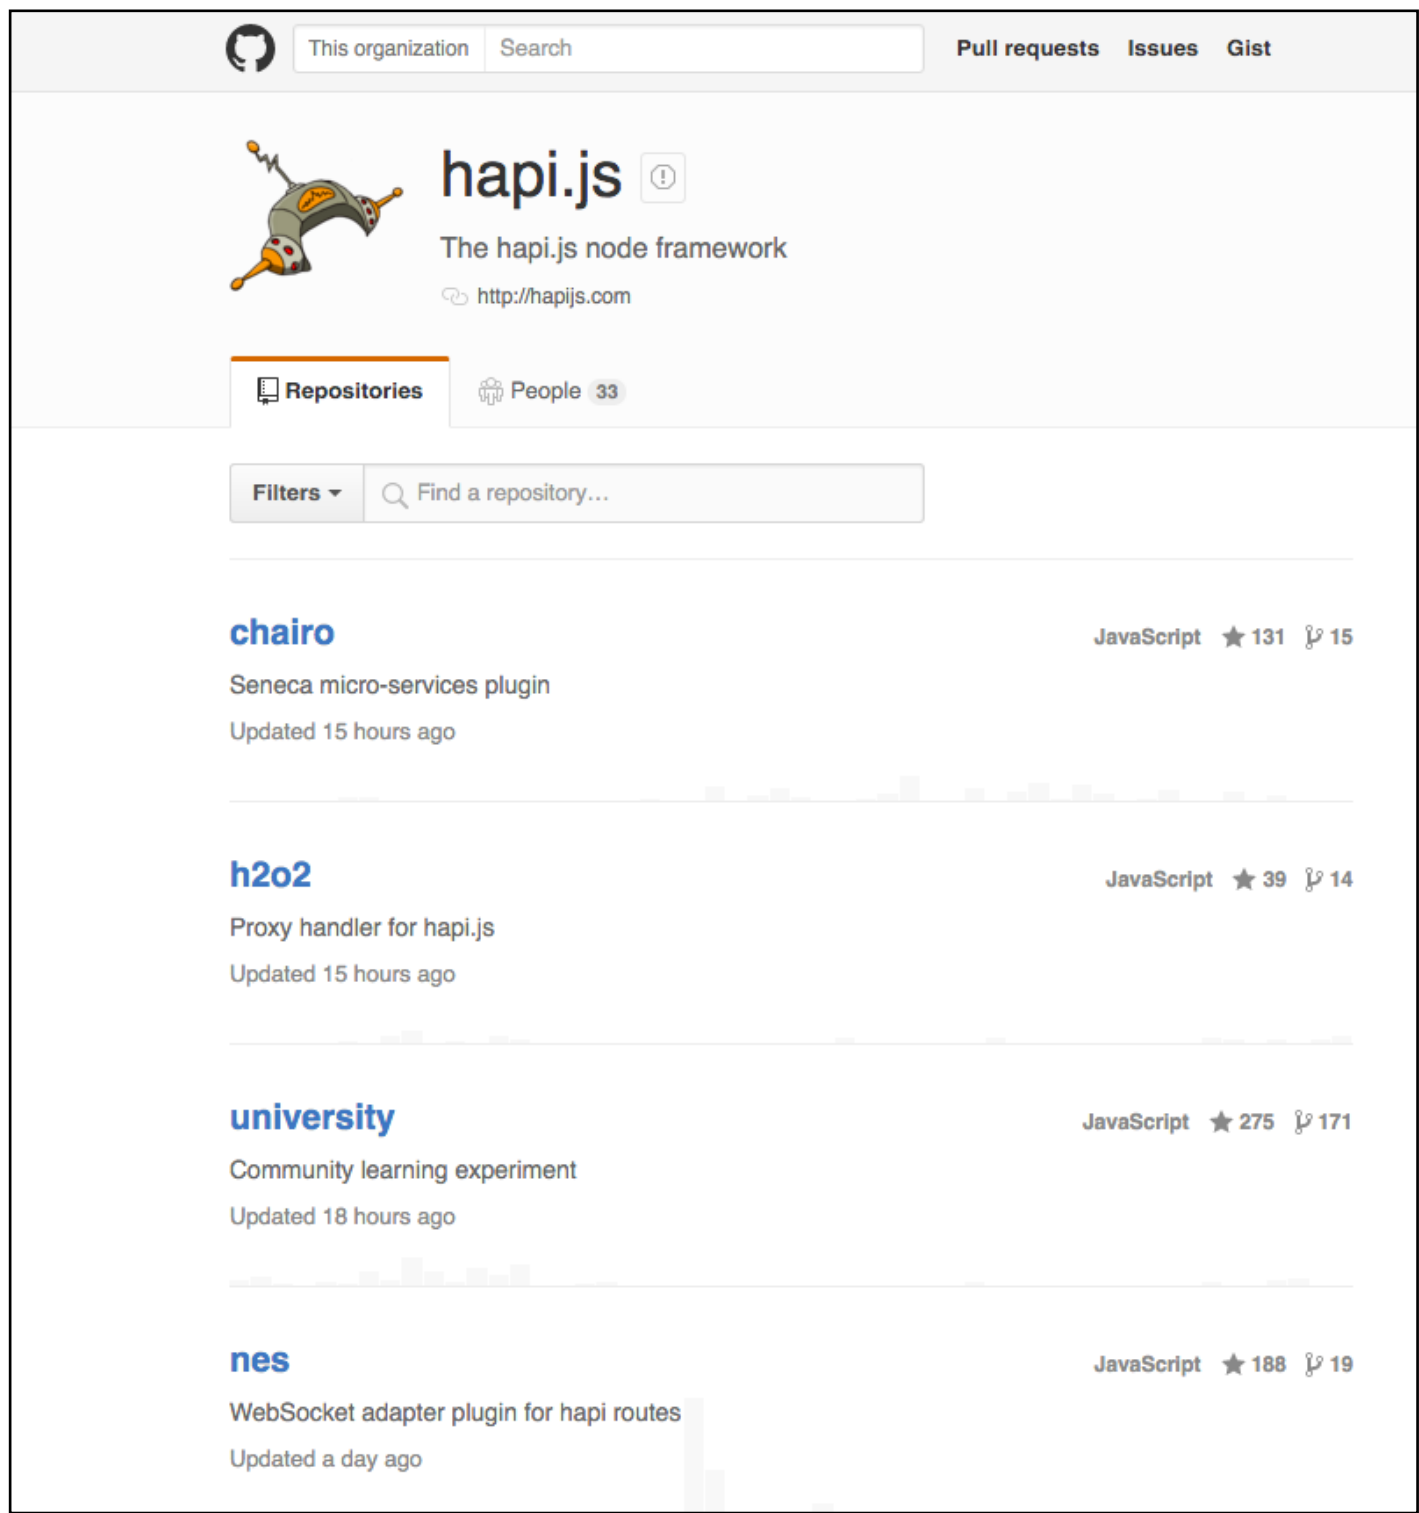 This organization Search Pull requests Issues Gist
hapi.js
The hapi.js node framework
http://hapijs.com
Repositories People 33
Filters Find a repository…
chairo JavaScript 131 15
Seneca micro-services plugin
Updated 15 hours ago
h2o2 JavaScript 39 14
Proxy handler for hapi.js
Updated 15 hours ago
university JavaScript 275 171
Community learning experiment
Updated 18 hours ago
nes JavaScript 188 19
WebSocket adapter plugin for hapi routes
Updated a day ago